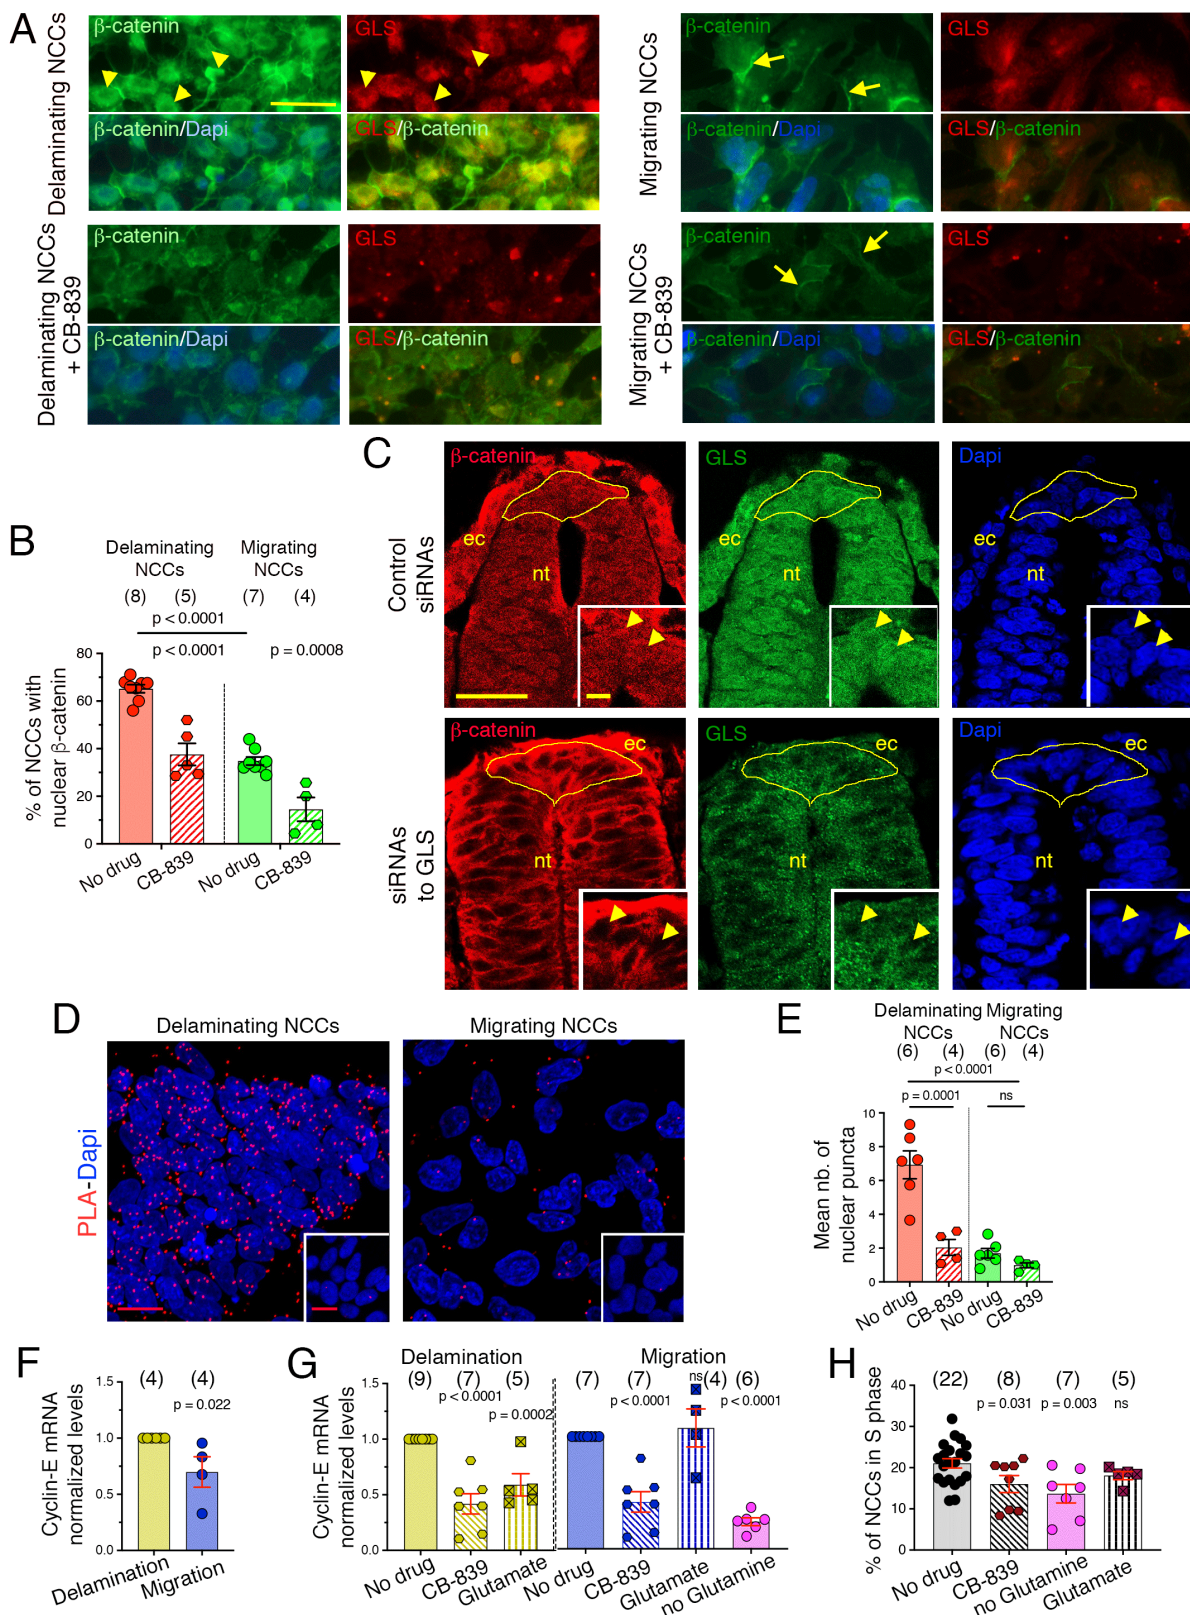 A
Delaminating NCCs
β-catenin
GLS
β-catenin/Dapi
GLS/β-catenin
Migrating NCCs
β-catenin
GLS
β-catenin/Dapi
GLS/β-catenin
Delaminating NCCs
+ CB-839
β-catenin
GLS
β-catenin/Dapi
GLS/β-catenin
Migrating NCCs
+ CB-839
β-catenin
GLS
β-catenin/Dapi
GLS/β-catenin
B
Delaminating
NCCs
Migrating
NCCs
(8) (5) (7) (4)
p < 0.0001
p < 0.0001
p = 0.0008
% of NCCs with
nuclear β-catenin
80
60
40
20
0
No drug
CB-839
No drug
CB-839
C
Control
siRNAs
β-catenin
ec
nt
GLS
nt
Dapi
ec
nt
siRNAs
to GLS
β-catenin
ec
nt
GLS
ec
nt
Dapi
ec
nt
D
Delaminating NCCs
Migrating NCCs
PLA-Dapi
E
Delaminating Migrating
NCCs NCCs
(6) (4) (6) (4)
p < 0.0001
p = 0.0001
ns
Mean nb. of
nuclear puncta
10
8
6
4
2
0
No drug
CB-839
No drug
CB-839
F
(4) (4)
p = 0.022
Cyclin-E mRNA
normalized levels
1.5
1.0
0.5
0.0
Delamination
Migration
G
Delamination
Migration
(9) (7) (5) (7) (7) (4) (6)
p < 0.0001
p = 0.0002
p < 0.0001
ns
p < 0.0001
Cyclin-E mRNA
normalized levels
1.5
1.0
0.5
0.0
No drug
CB-839
Glutamate
No drug
CB-839
Glutamate
no Glutamine
H
(22) (8) (7) (5)
p = 0.031
p = 0.003
ns
% of NCCs in S phase
40
30
20
10
0
No drug
CB-839
no Glutamine
Glutamate